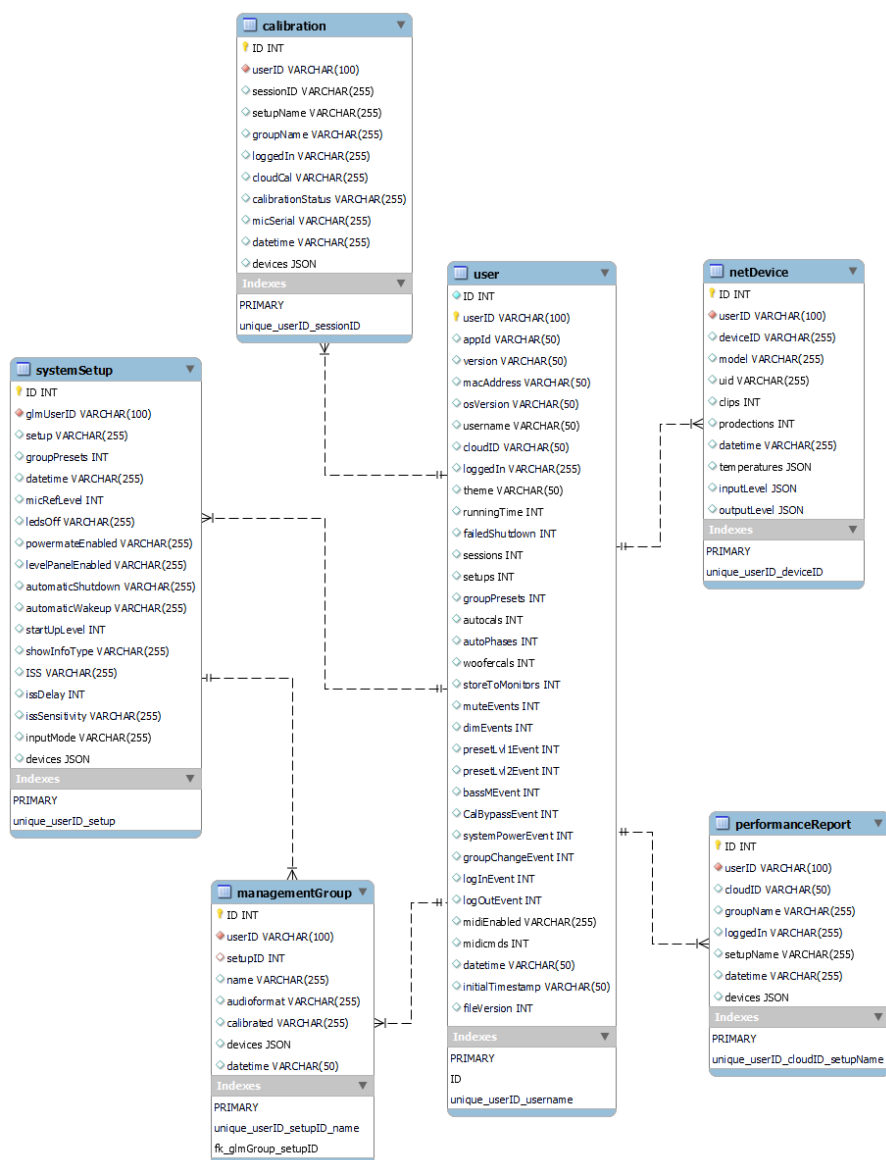 calibration
ID INT
userID VARCHAR(100)
sessionID VARCHAR(255)
setupName VARCHAR(255)
groupName VARCHAR(255)
loggedIn VARCHAR(255)
cloudCal VARCHAR(255)
calibrationStatus VARCHAR(255)
micSerial VARCHAR(255)
datetime VARCHAR(255)
devices JSON
Indexes
PRIMARY
unique_userID_sessionID
systemSetup
ID INT
glmUserID VARCHAR(100)
setup VARCHAR(255)
groupPresets INT
datetime VARCHAR(255)
micRefLevel INT
ledsOff VARCHAR(255)
powermateEnabled VARCHAR(255)
levelPanelEnabled VARCHAR(255)
automaticShutdown VARCHAR(255)
automaticWakeup VARCHAR(255)
startUpLevel INT
showInfoType VARCHAR(255)
ISS VARCHAR(255)
issDelay INT
issSensitivity VARCHAR(255)
inputMode VARCHAR(255)
devices JSON
Indexes
PRIMARY
unique_userID_setup
managementGroup
ID INT
userID VARCHAR(100)
setupID INT
name VARCHAR(255)
audioformat VARCHAR(255)
calibrated VARCHAR(255)
devices JSON
datetime VARCHAR(50)
Indexes
PRIMARY
unique_userID_setupID_name
fk_glmGroup_setupID
user
ID INT
userID VARCHAR(100)
appId VARCHAR(50)
version VARCHAR(50)
macAddress VARCHAR(50)
osVersion VARCHAR(50)
username VARCHAR(50)
cloudID VARCHAR(50)
loggedIn VARCHAR(255)
theme VARCHAR(50)
runningTime INT
failedShutdown INT
sessions INT
setups INT
groupPresets INT
autocals INT
autoPhases INT
woofercals INT
storeToMonitors INT
muteEvents INT
dimEvents INT
presetLvl1Event INT
presetLvl2Event INT
bassMEvent INT
CalBypassEvent INT
systemPowerEvent INT
groupChangeEvent INT
logInEvent INT
logOutEvent INT
midiEnabled VARCHAR(255)
midicmds INT
datetime VARCHAR(50)
initialTimestamp VARCHAR(50)
fileVersion INT
Indexes
PRIMARY
ID
unique_userID_username
netDevice
ID INT
userID VARCHAR(100)
deviceID VARCHAR(255)
model VARCHAR(255)
uid VARCHAR(255)
clips INT
prodections INT
datetime VARCHAR(255)
temperatures JSON
inputLevel JSON
outputLevel JSON
Indexes
PRIMARY
unique_userID_deviceID
performanceReport
ID INT
userID VARCHAR(100)
cloudID VARCHAR(50)
groupName VARCHAR(255)
loggedIn VARCHAR(255)
setupName VARCHAR(255)
datetime VARCHAR(255)
devices JSON
Indexes
PRIMARY
unique_userID_cloudID_setupName